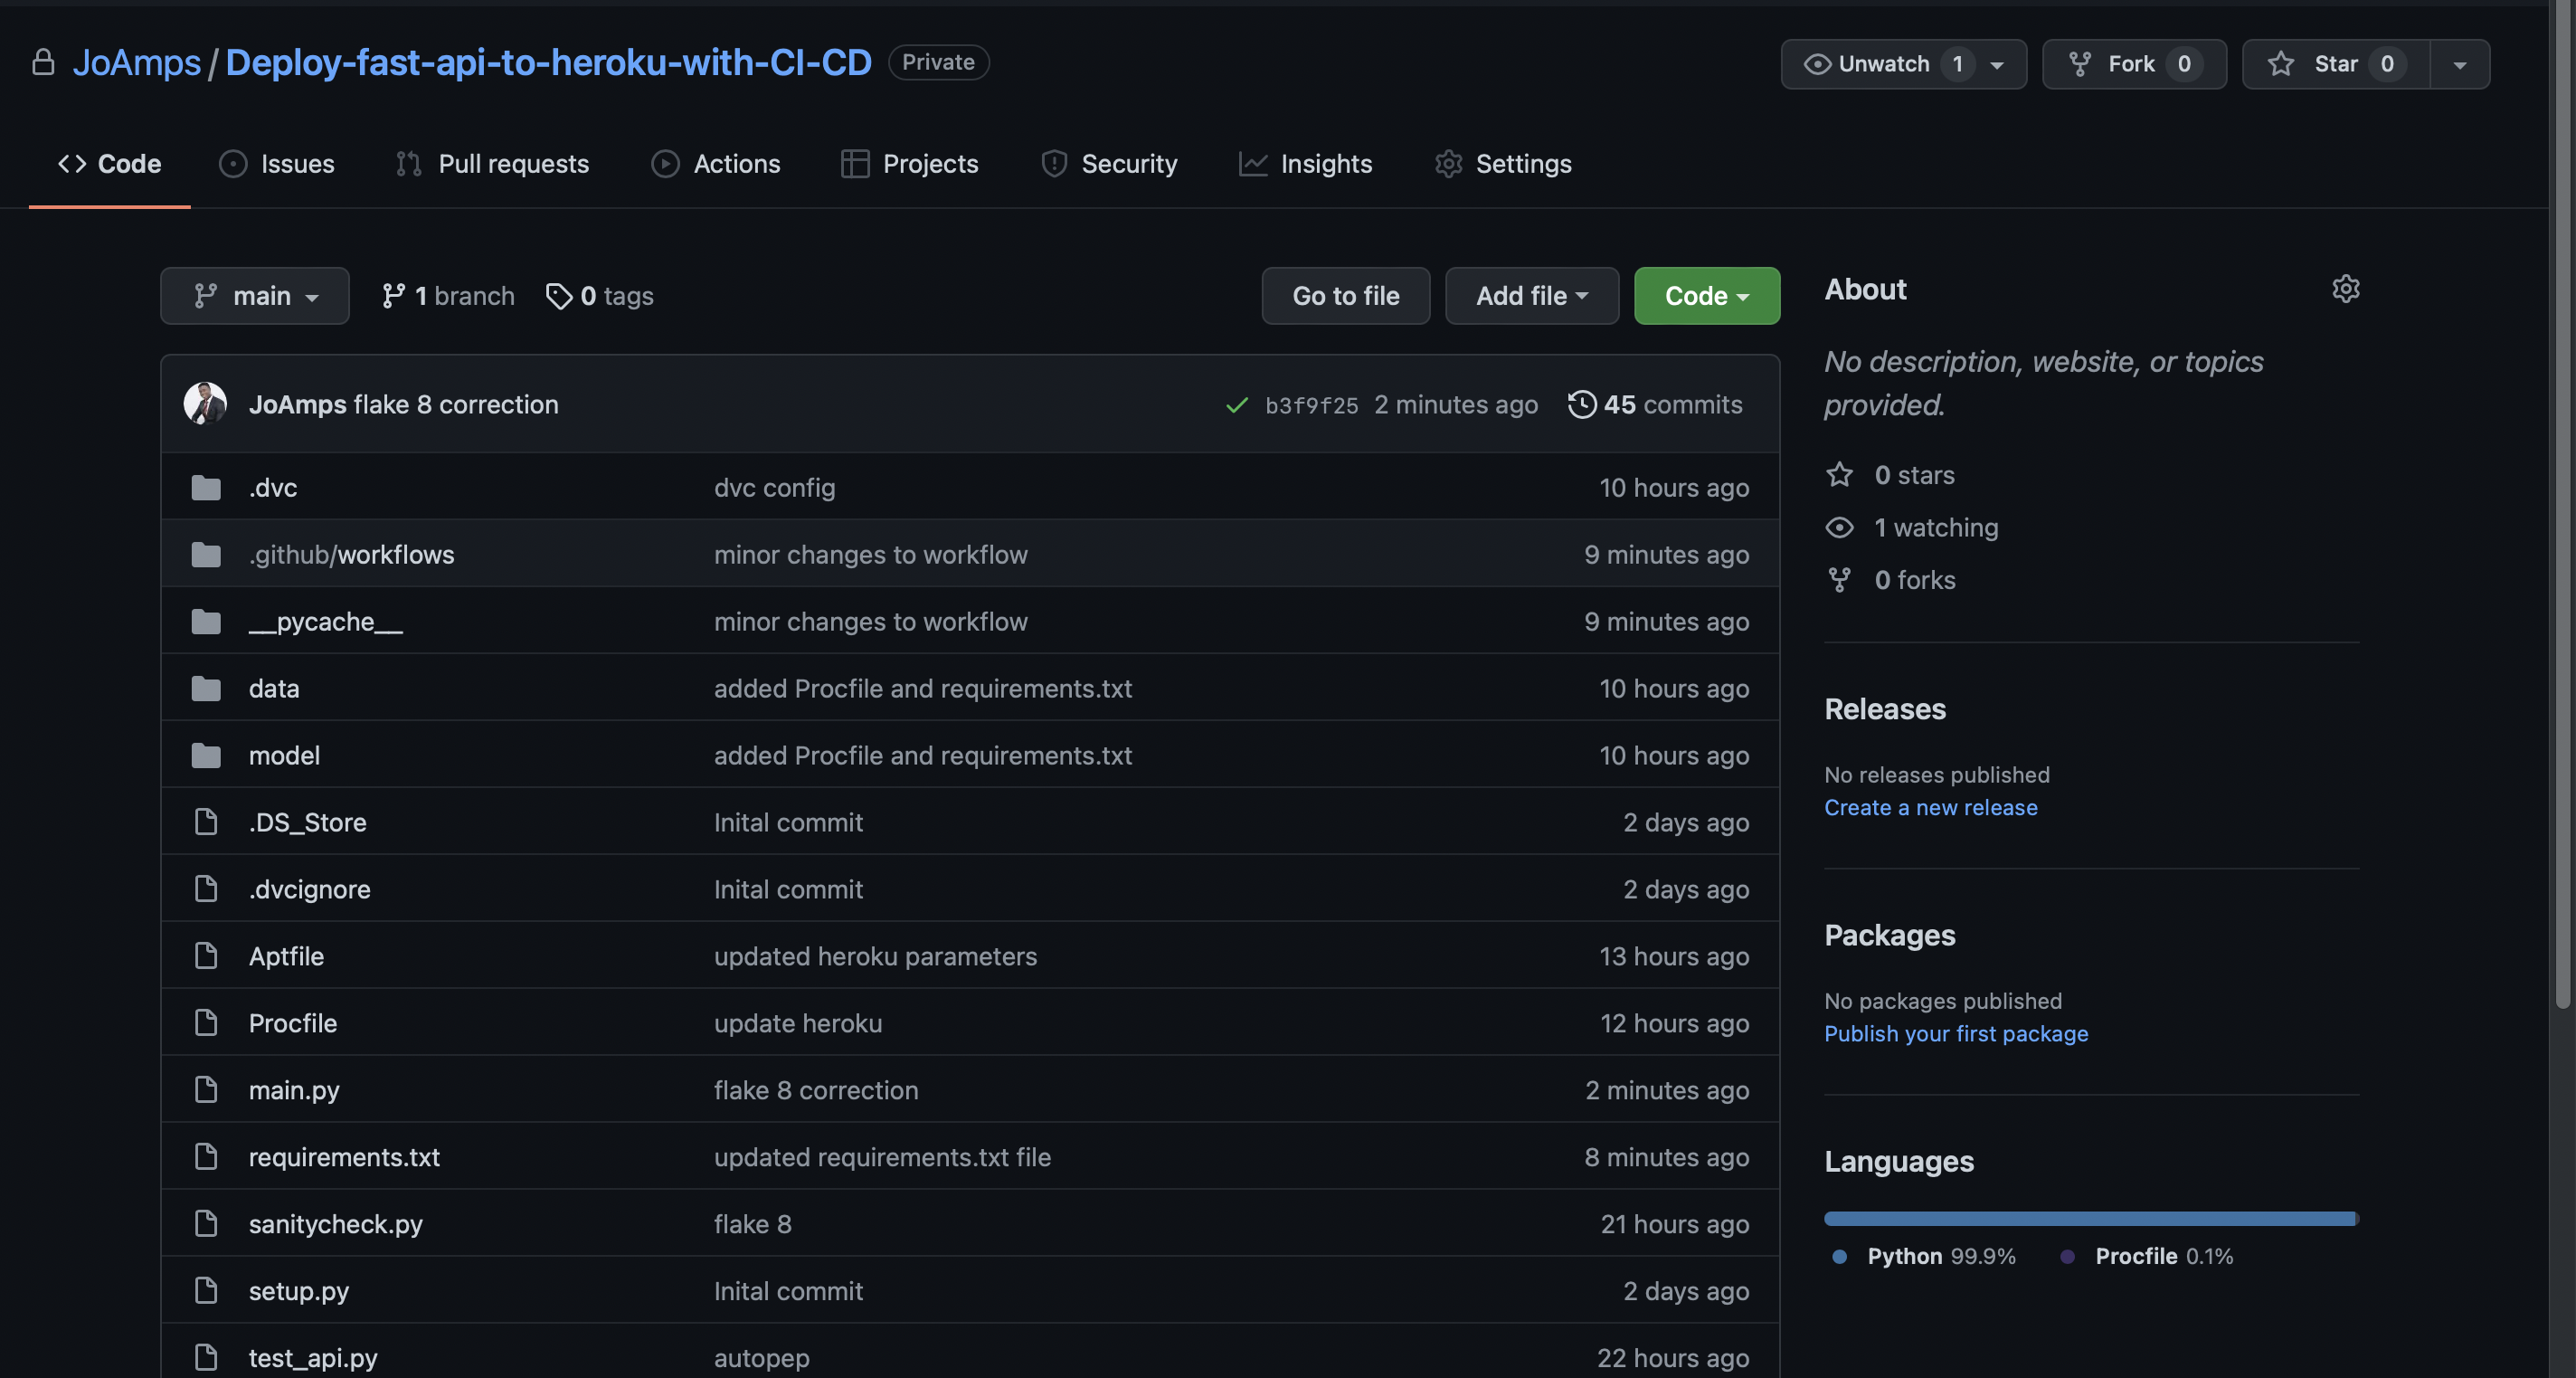 JoAmps / Deploy-fast-api-to-heroku-with-CI-CD Private Unwatch 1 Fork 0 Star 0
Code Issues Pull requests Actions Projects Security Insights Settings
main 1 branch 0 tags Go to file Add file Code
JoAmps flake 8 correction b3f9f25 2 minutes ago 45 commits
.dvc dvc config 10 hours ago
.github/workflows minor changes to workflow 9 minutes ago
__pycache__ minor changes to workflow 9 minutes ago
data added Procfile and requirements.txt 10 hours ago
model added Procfile and requirements.txt 10 hours ago
.DS_Store Inital commit 2 days ago
.dvcignore Inital commit 2 days ago
Aptfile updated heroku parameters 13 hours ago
Procfile update heroku 12 hours ago
main.py flake 8 correction 2 minutes ago
requirements.txt updated requirements.txt file 8 minutes ago
sanitycheck.py flake 8 21 hours ago
setup.py Inital commit 2 days ago
test_api.py autopep 22 hours ago
About
No description, website, or topics
provided.
0 stars
1 watching
0 forks
Releases
No releases published
Create a new release
Packages
No packages published
Publish your first package
Languages
Python 99.9% Procfile 0.1%